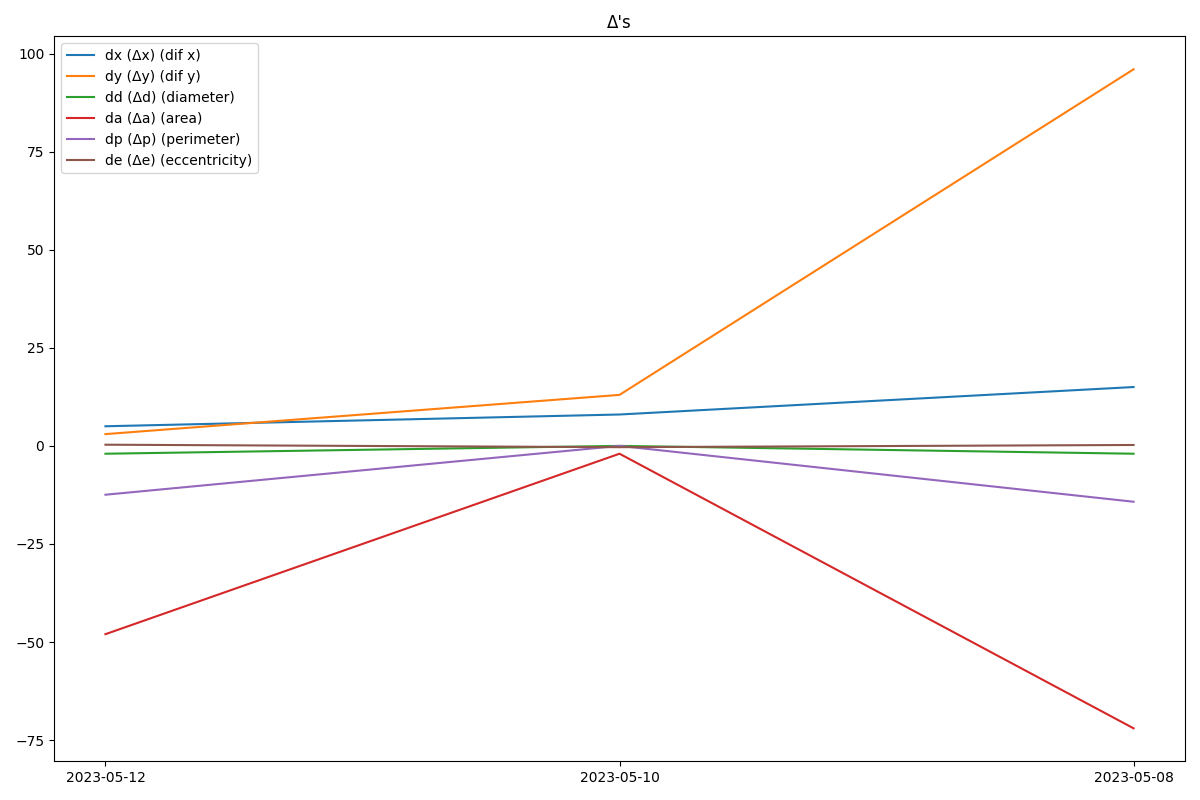 Δ's
dx (Δx) (dif x)
dy (Δy) (dif y)
dd (Δd) (diameter)
da (Δa) (area)
dp (Δp) (perimeter)
de (Δe) (eccentricity)
100
75
50
25
0
−25
−50
−75
2023-05-12 2023-05-10 2023-05-08